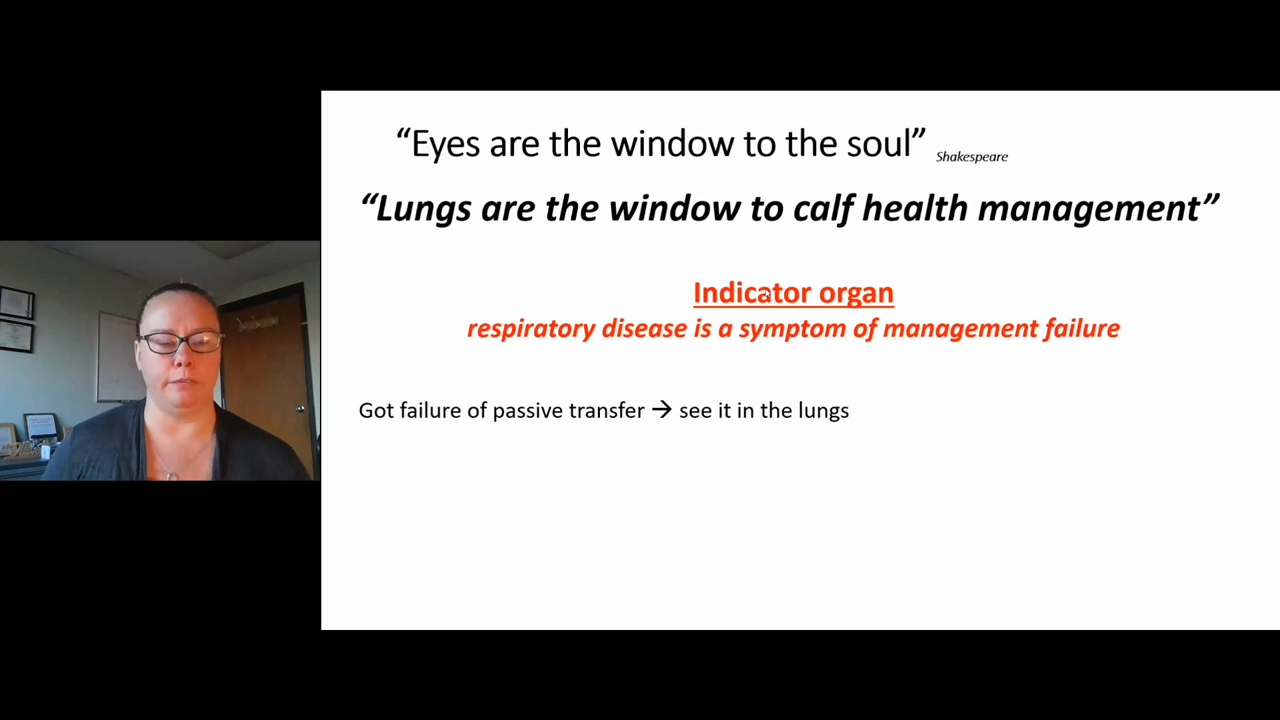 “Eyes are the window to the soul” Shakespeare
“Lungs are the window to calf health management”
Indicator organ
respiratory disease is a symptom of management failure
Got failure of passive transfer → see it in the lungs